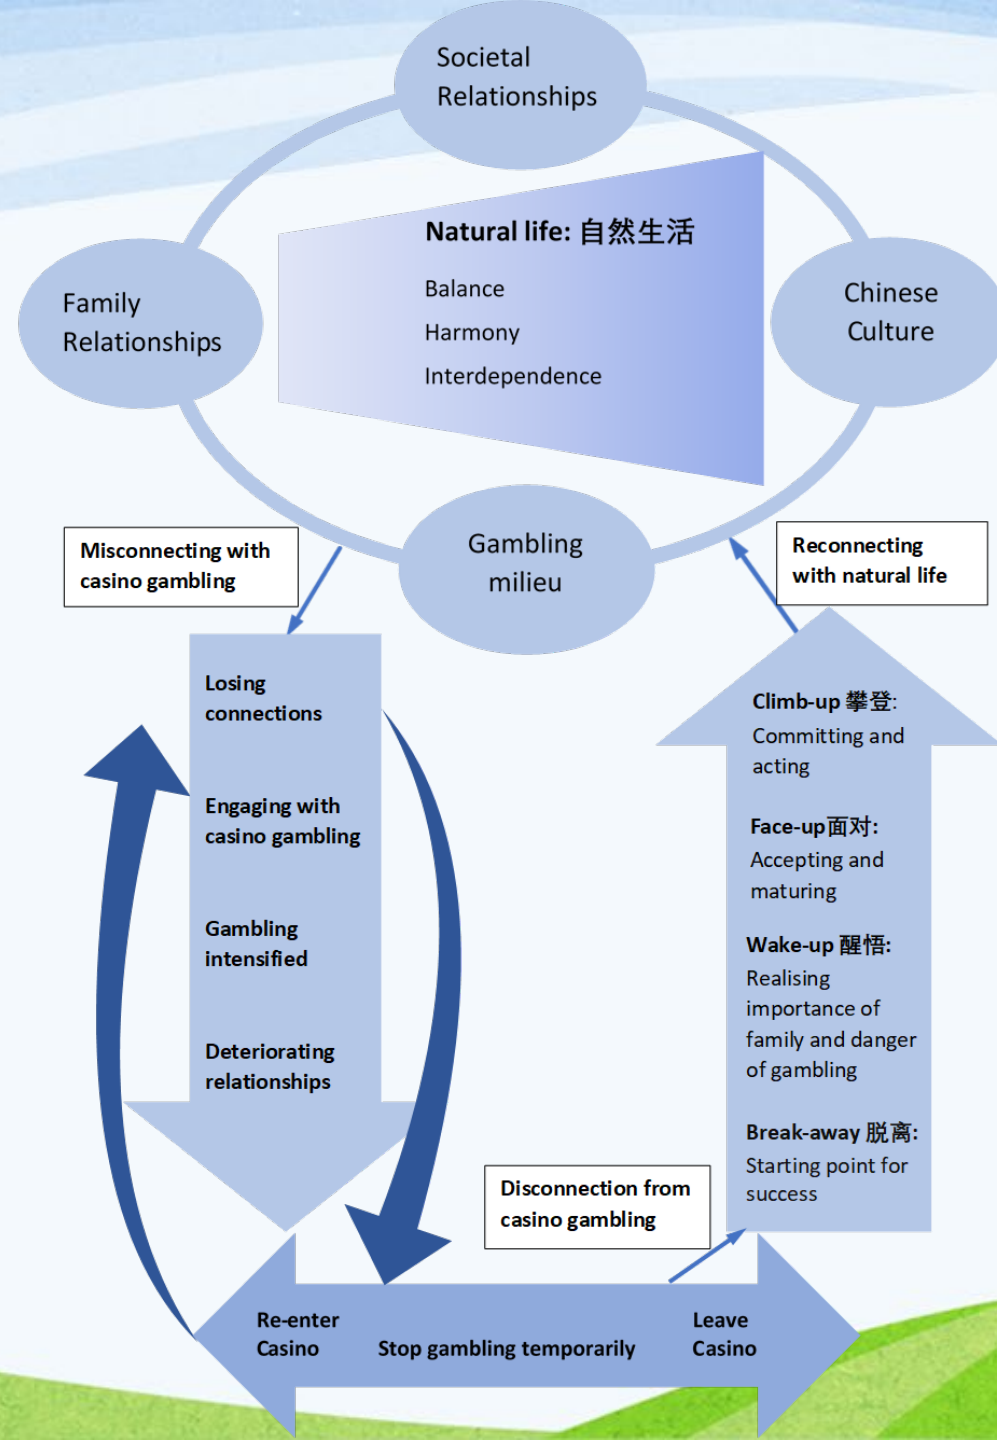 Societal
Relationships
Natural life: 自然生活
Balance
Harmony
Interdependence
Family
Relationships
Chinese
Culture
Gambling
milieu
Misconnecting with
casino gambling
Reconnecting
with natural life
Losing
connections
Engaging with
casino gambling
Gambling
intensified
Deteriorating
relationships
Climb-up 攀登:
Committing and
acting
Face-up面对:
Accepting and
maturing
Wake-up 醒悟:
Realising
importance of
family and danger
of gambling
Break-away 脱离:
Starting point for
success
Disconnection from
casino gambling
Re-enter
Casino
Stop gambling temporarily
Leave
Casino